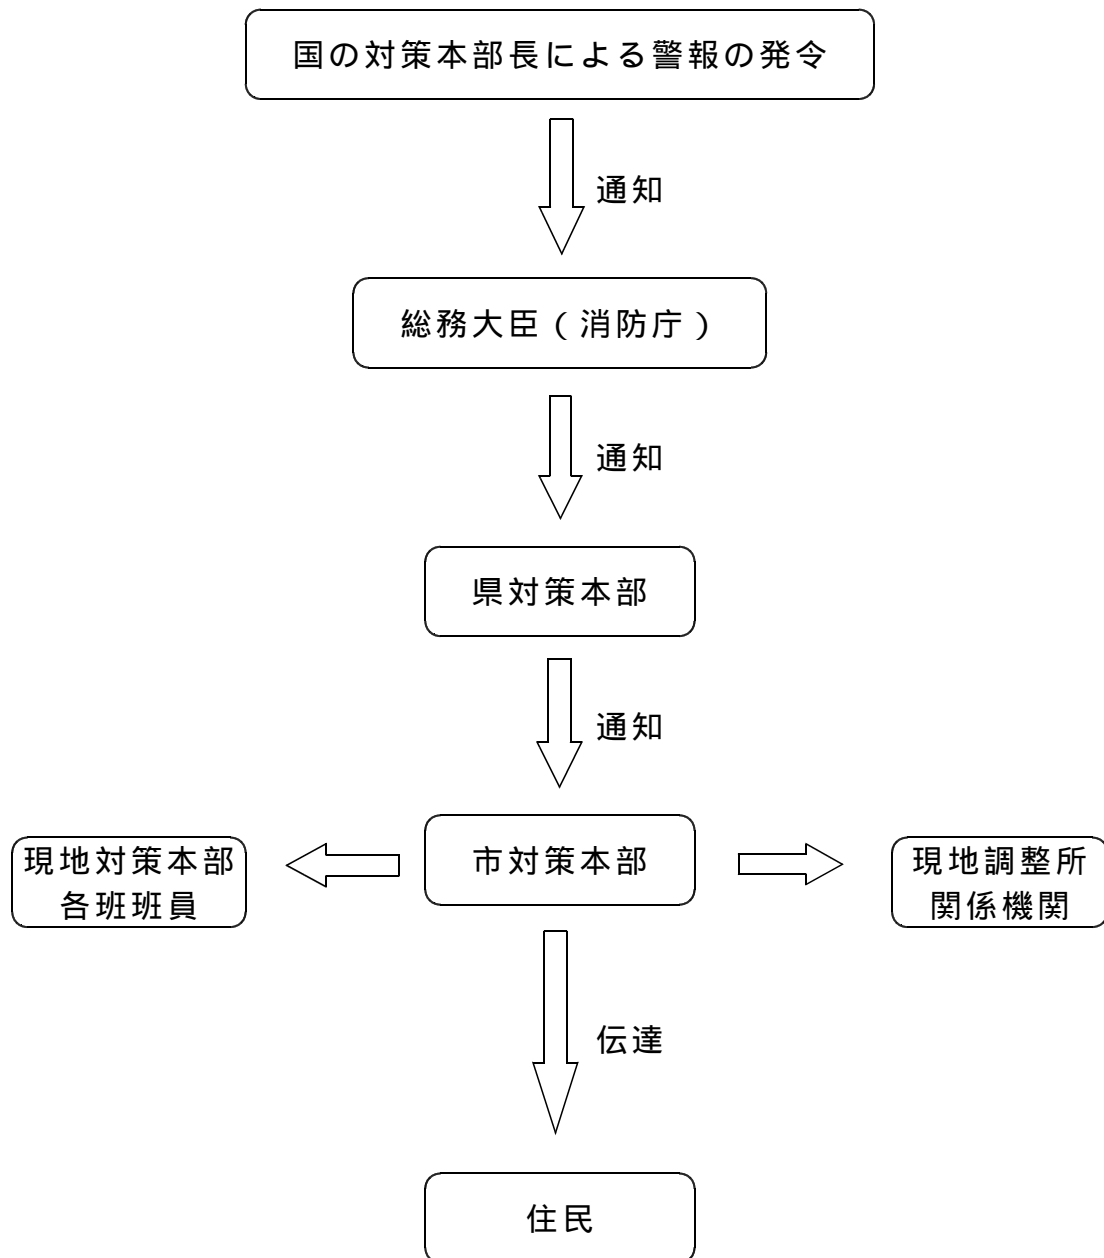 国の対策本部長による警報の発令
通知
総務大臣（消防庁）
通知
県対策本部
通知
現地対策本部
各班班員
市対策本部
現地調整所
関係機関
伝達
住民